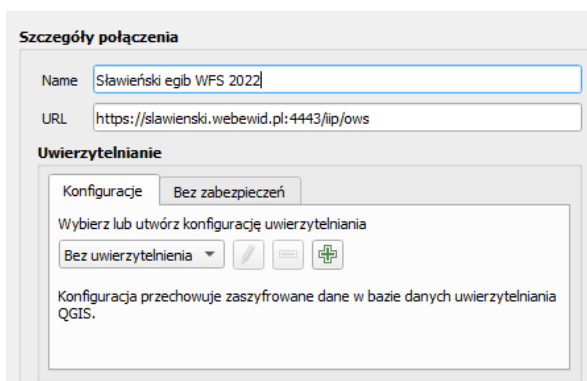 Szczegóły połączenia
Name Sławieński egib WFS 2022
URL https://slawienski.webewid.pl:4443/iip/ows
Uwierzytelnianie
Konfiguracje Bez zabezpieczeń
Wybierz lub utwórz konfigurację uwierzytelniania
Bez uwierzytelnienia
Konfiguracja przechowuje zaszyfrowane dane w bazie danych uwierzytelniania
QGIS.